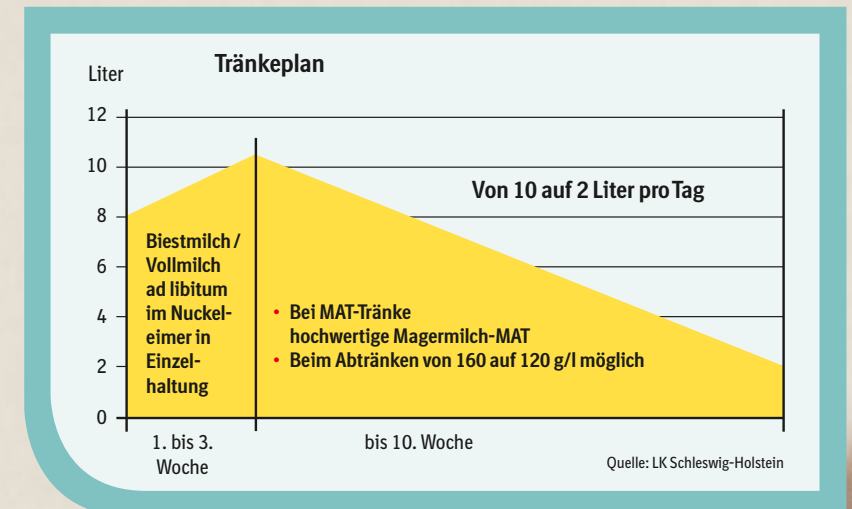 Tränkeplan
Liter
12
10
8
6
4
2
0
Von 10 auf 2 Liter pro Tag
Biestmilch /
Vollmilch
ad libitum
im Nuckel-
eimer in
Einzel-
haltung
• Bei MAT-Tränke
hochwertige Magermilch-MAT
• Beim Abtränken von 160 auf 120 g/l möglich
1. bis 3.
Woche
bis 10. Woche
Quelle: LK Schleswig-Holstein